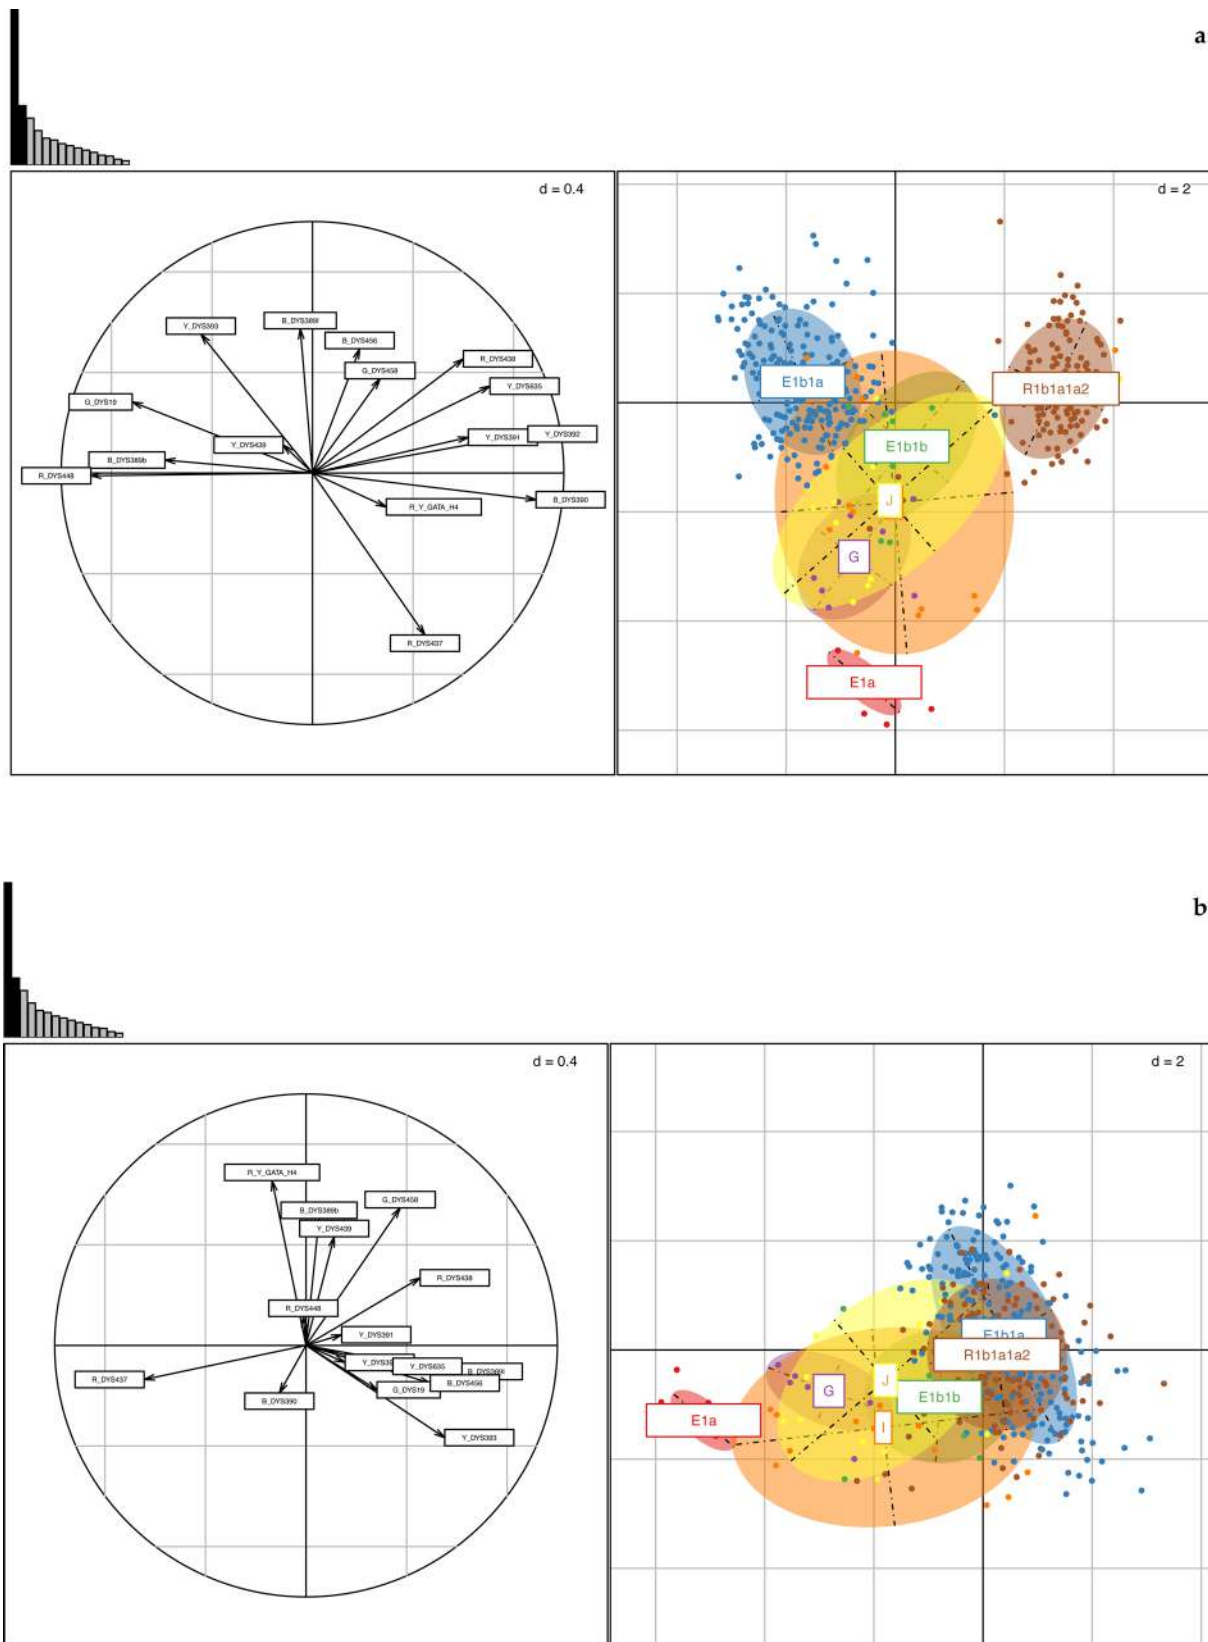 a
d = 0.4
d = 2
B_DYS389I
Y_DYS393
B_DYS456
R_DYS438
G_DYS458
Y_DYS635
G_DYS19
Y_DYS439
Y_DYS391
Y_DYS392
B_DYS389b
R_DYS448
B_DYS390
R_Y_GATA_H4
R_DYS437
E1b1a
R1b1a1a2
E1b1b
J
G
E1a
b
d = 0.4
d = 2
R_Y_GATA_H4
G_DYS458
B_DYS389b
Y_DYS439
R_DYS438
R_DYS448
Y_DYS391
Y_DYS635
R_DYS437
B_DYS456
G_DYS19
B_DYS390
Y_DYS393
E1b1a
R1b1a1a2
J
G
E1b1b
E1a
I